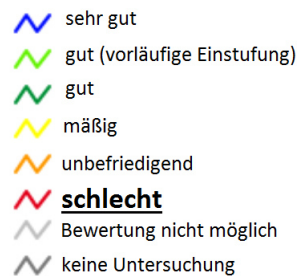 sehr gut
gut (vorläufige Einstufung)
gut
mäßig
unbefriedigend
schlecht
Bewertung nicht möglich
keine Untersuchung